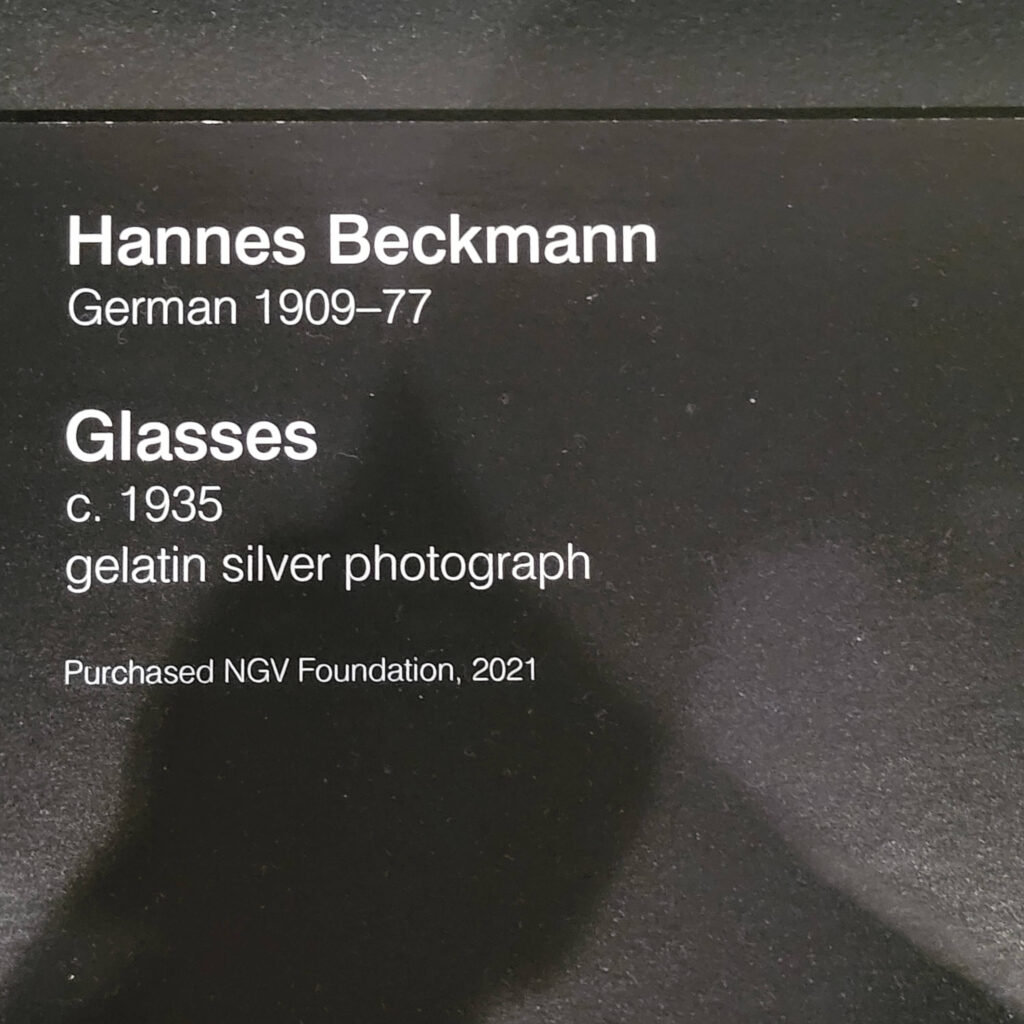 Hannes Beckmann
German 1909–77
Glasses
c. 1935
gelatin silver photograph
Purchased NGV Foundation, 2021